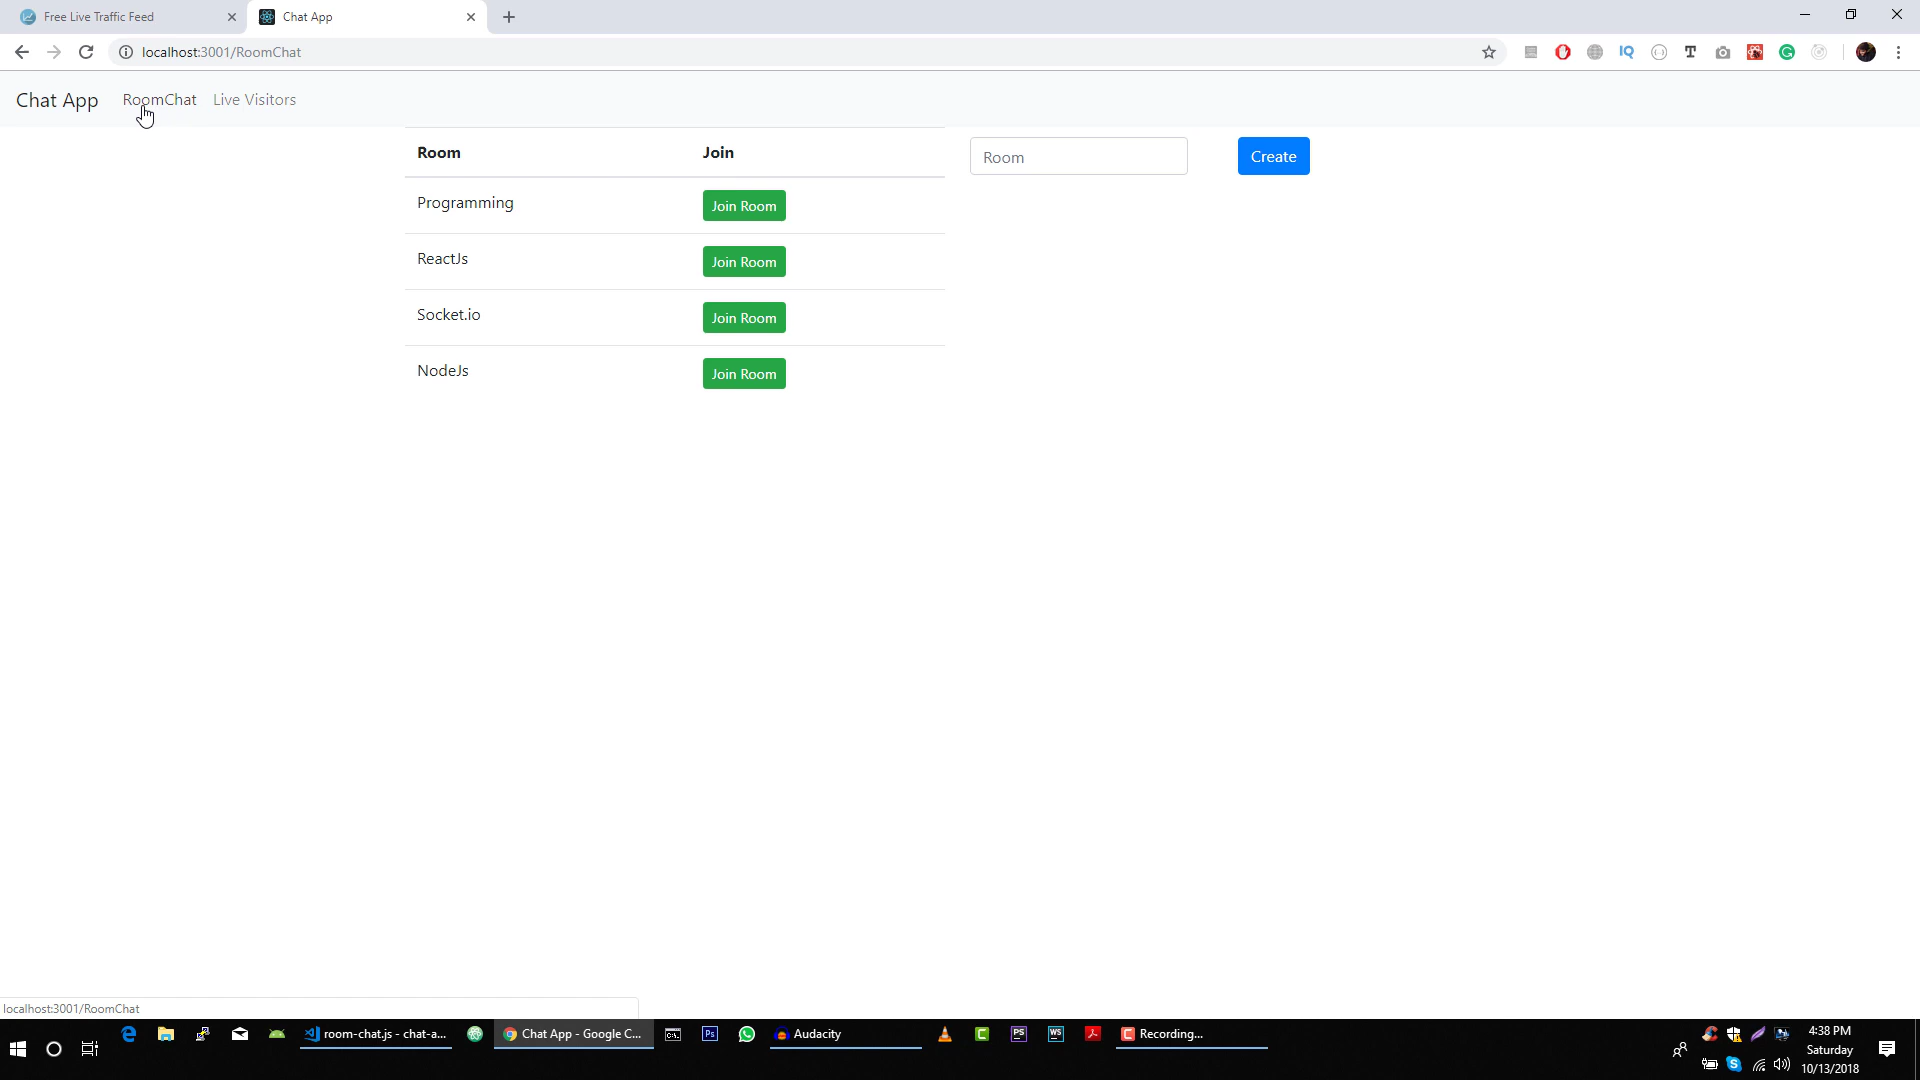 Free Live Traffic Feed
Chat App
localhost:3001/RoomChat
Chat App RoomChat Live Visitors
Room Join
Room
Create
Programming Join Room
ReactJs Join Room
Socket.io Join Room
NodeJs Join Room
localhost:3001/RoomChat
room-chat.js - chat-a...
Chat App - Google C...
Audacity
Recording...
4:38 PM
Saturday
10/13/2018